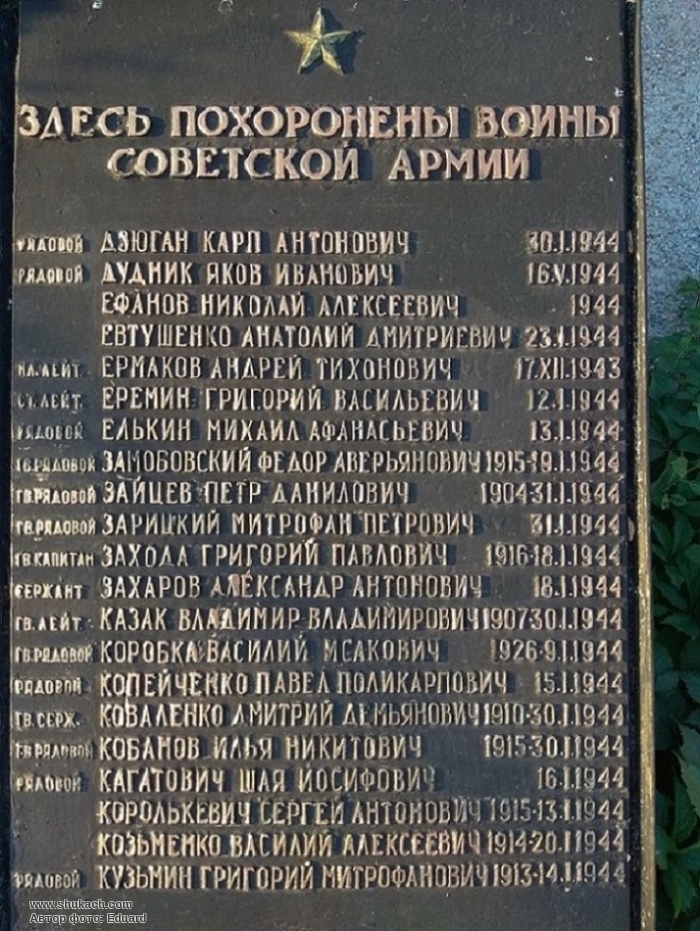 ЗДЕСЬ ПОХОРОНЕНЫ ВОИНЫ
СОВЕТСКОЙ АРМИИ
РЯДОВОЙ ДЗЮГАН КАРЛ АНТОНОВИЧ 30.I.1944
РЯДОВОЙ ДУДНИК ЯКОВ ИВАНОВИЧ 16.V.1944
ЕФАНОВ НИКОЛАЙ АЛЕКСЕЕВИЧ 1944
ЕВТУШЕНКО АНАТОЛИЙ ДМИТРИЕВИЧ 23.I.1944
МЛ.ЛЕЙТ. ЕРМАКОВ АНДРЕЙ ТИХОНОВИЧ 17.XII.1943
СТ.ЛЕЙТ. ЕРЕМИН ГРИГОРИЙ ВАСИЛЬЕВИЧ 12.I.1944
РЯДОВОЙ ЕЛЬКИН МИХАИЛ АФАНАСЬЕВИЧ 13.I.1944
ГВ.РЯДОВОЙ ЗАМОБОВСКИЙ ФЕДОР АВЕРЬЯНОВИЧ 1915-19.I.1944
ГВ.РЯДОВОЙ ЗАЙЦЕВ ПЕТР ДАНИЛОВИЧ 1904-31.I.1944
ГВ.РЯДОВОЙ ЗАРИЦКИЙ МИТРОФАН ПЕТРОВИЧ 31.I.1944
ГВ.КАПИТАН ЗАХОДА ГРИГОРИЙ ПАВЛОВИЧ 1916-18.I.1944
СЕРЖАНТ ЗАХАРОВ АЛЕКСАНДР АНТОНОВИЧ 18.I.1944
ГВ.ЛЕЙТ. КАЗАК ВЛАДИМИР ВЛАДИМИРОВИЧ 1907-30.I.1944
ГВ.РЯДОВОЙ КОРОБКА ВАСИЛИЙ ИСАКОВИЧ 1926-9.I.1944
РЯДОВОЙ КОПЕЙЧЕНКО ПАВЕЛ ПОЛИКАРПОВИЧ 15.I.1944
ГВ.СЕРЖ. КОВАЛЕНКО ДМИТРИЙ ДЕМЬЯНОВИЧ 1910-30.I.1944
ГВ.РЯДОВОЙ КОБАНОВ ИЛЬЯ НИКИТОВИЧ 1915-30.I.1944
РЯДОВОЙ КАГАТОВИЧ ШАЯ ИОСИФОВИЧ 16.I.1944
КОРОЛЬКЕВИЧ СЕРГЕЙ АНТОНОВИЧ 1915-13.I.1944
КОЗЬМЕНКО ВАСИЛИЙ АЛЕКСЕЕВИЧ 1914-20.I.1944
РЯДОВОЙ КУЗЬМИН ГРИГОРИЙ МИТРОФАНОВИЧ 1913-14.I.1944
www.shukach.com
Автор фото: Eduard